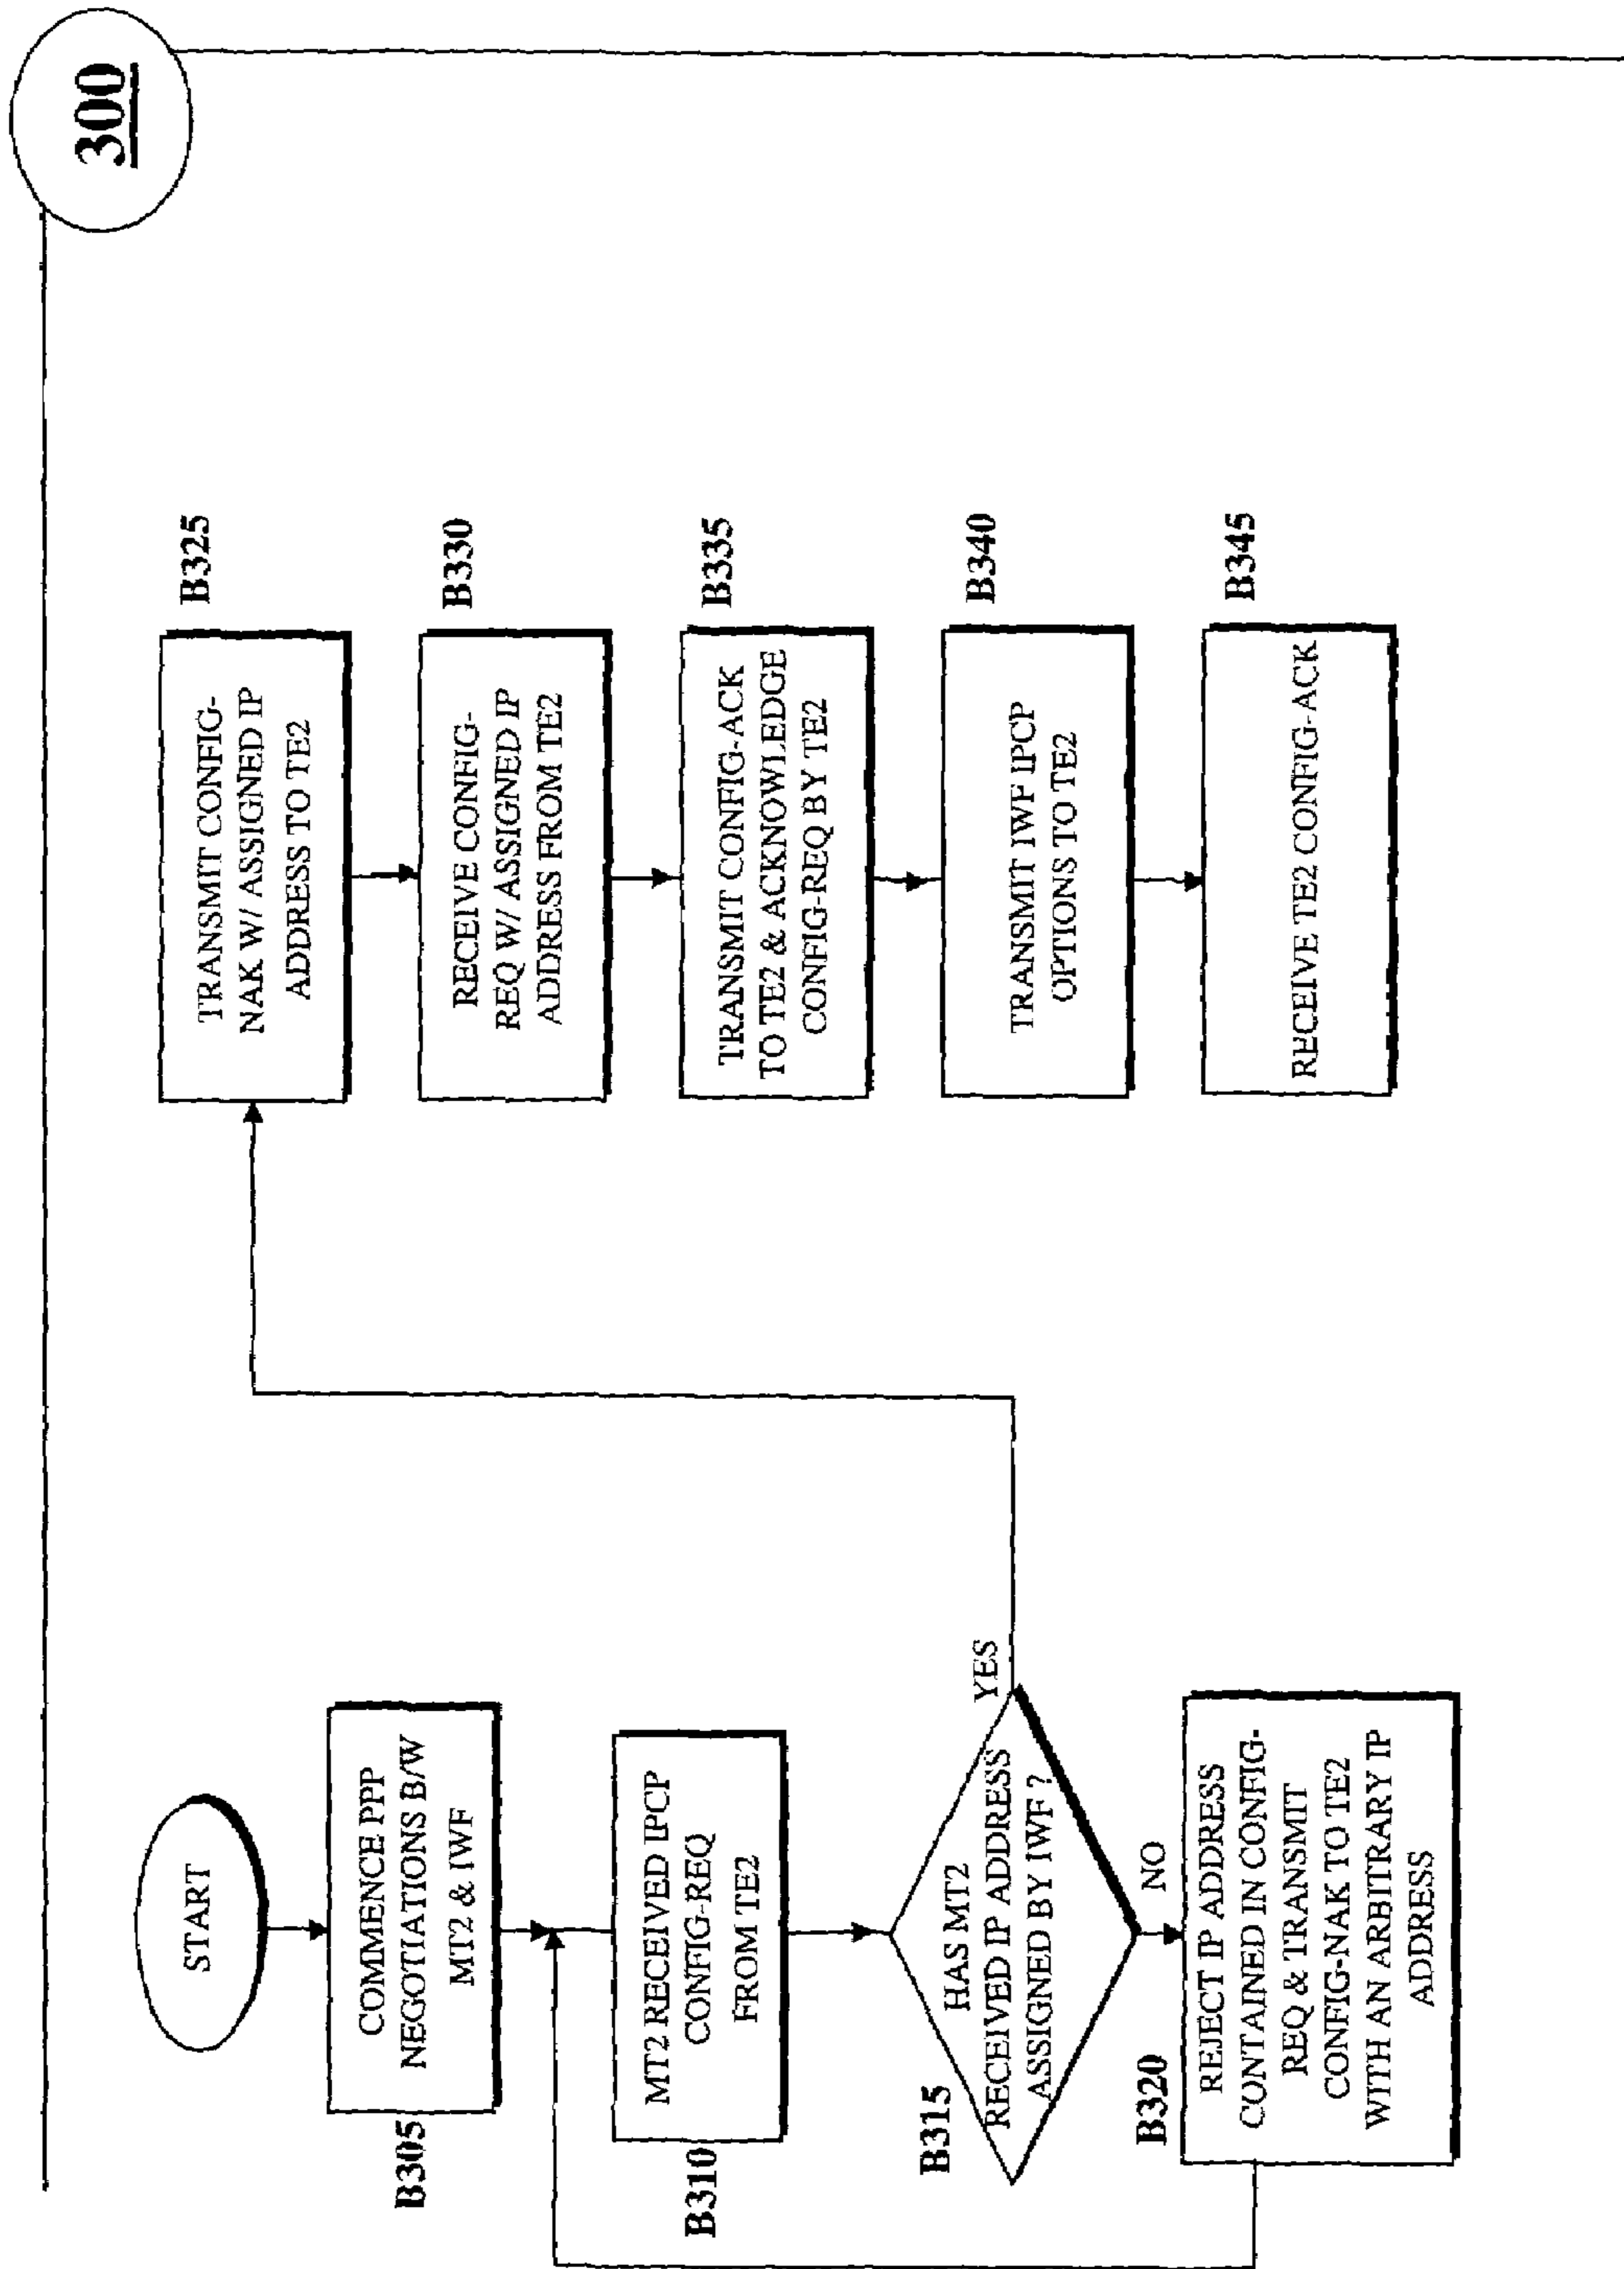 300
START
B305
COMMENCE PPP
NEGOTIATIONS B/W
MT2 & IWF
B310
MT2 RECEIVED IPCP
CONFIG-REQ
FROM TE2
B315
HAS MT2
RECEIVED IP ADDRESS
ASSIGNED BY IWF ?
YES
NO
B320
REJECT IP ADDRESS
CONTAINED IN CONFIG-
REQ & TRANSMIT
CONFIG-NAK TO TE2
WITH AN ARBITRARY IP
ADDRESS
B325
TRANSMIT CONFIG-
NAK W/ ASSIGNED IP
ADDRESS TO TE2
B330
RECEIVE CONFIG-
REQ W/ ASSIGNED IP
ADDRESS FROM TE2
B335
TRANSMIT CONFIG-ACK
TO TE2 & ACKNOWLEDGE
CONFIG-REQ BY TE2
B340
TRANSMIT IWF IPCP
OPTIONS TO TE2
B345
RECEIVE TE2 CONFIG-ACK